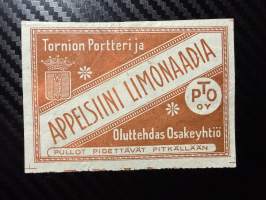 Tornion Portteri ja
APPELSIINI LIMONAADIA
PTO
OY
Oluttehdas Osakeyhtiö
PULLOT PIDETTÄVÄT PITKÄLLÄÄN